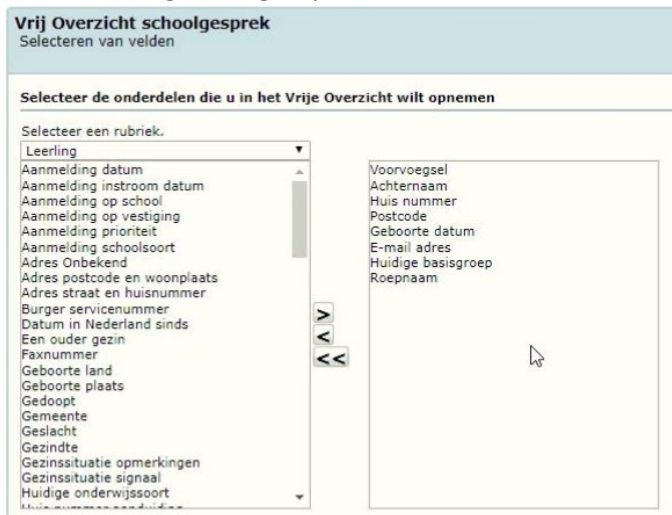 Vrij Overzicht schoolgesprek
Selecteren van velden
Selecteer de onderdelen die u in het Vrije Overzicht wilt opnemen
Selecteer een rubriek.
Leerling
Aanmelding datum
Aanmelding instroom datum
Aanmelding op school
Aanmelding op vestiging
Aanmelding prioriteit
Aanmelding schoolsoort
Adres Onbekend
Adres postcode en woonplaats
Adres straat en huisnummer
Burger servicenummer
Datum in Nederland sinds
Een ouder gezin
Faxnummer
Geboorte land
Geboorte plaats
Gedoopt
Gemeente
Geslacht
Gezindte
Gezinssituatie opmerkingen
Gezinssituatie signaal
Huidige onderwijssoort
>
<
<<
Voorvoegsel
Achternaam
Huis nummer
Postcode
Geboorte datum
E-mail adres
Huidige basisgroep
Roepnaam